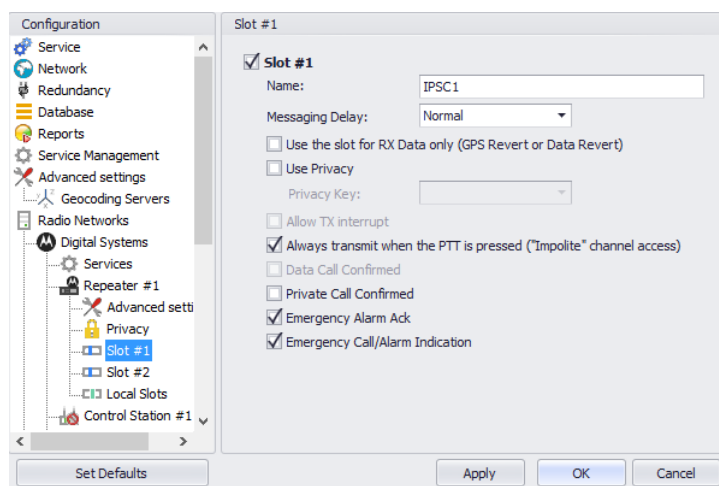 Configuration
Service
Network
Redundancy
Database
Reports
Service Management
Advanced settings
Geocoding Servers
Radio Networks
Digital Systems
Services
Repeater #1
Advanced setti
Privacy
Slot #1
Slot #2
Local Slots
Control Station #1
Set Defaults
Slot #1
Slot #1
Name: IPSC1
Messaging Delay: Normal
Use the slot for RX Data only (GPS Revert or Data Revert)
Use Privacy
Privacy Key:
Allow TX interrupt
Always transmit when the PTT is pressed ("Impolite" channel access)
Data Call Confirmed
Private Call Confirmed
Emergency Alarm Ack
Emergency Call/Alarm Indication
Apply OK Cancel